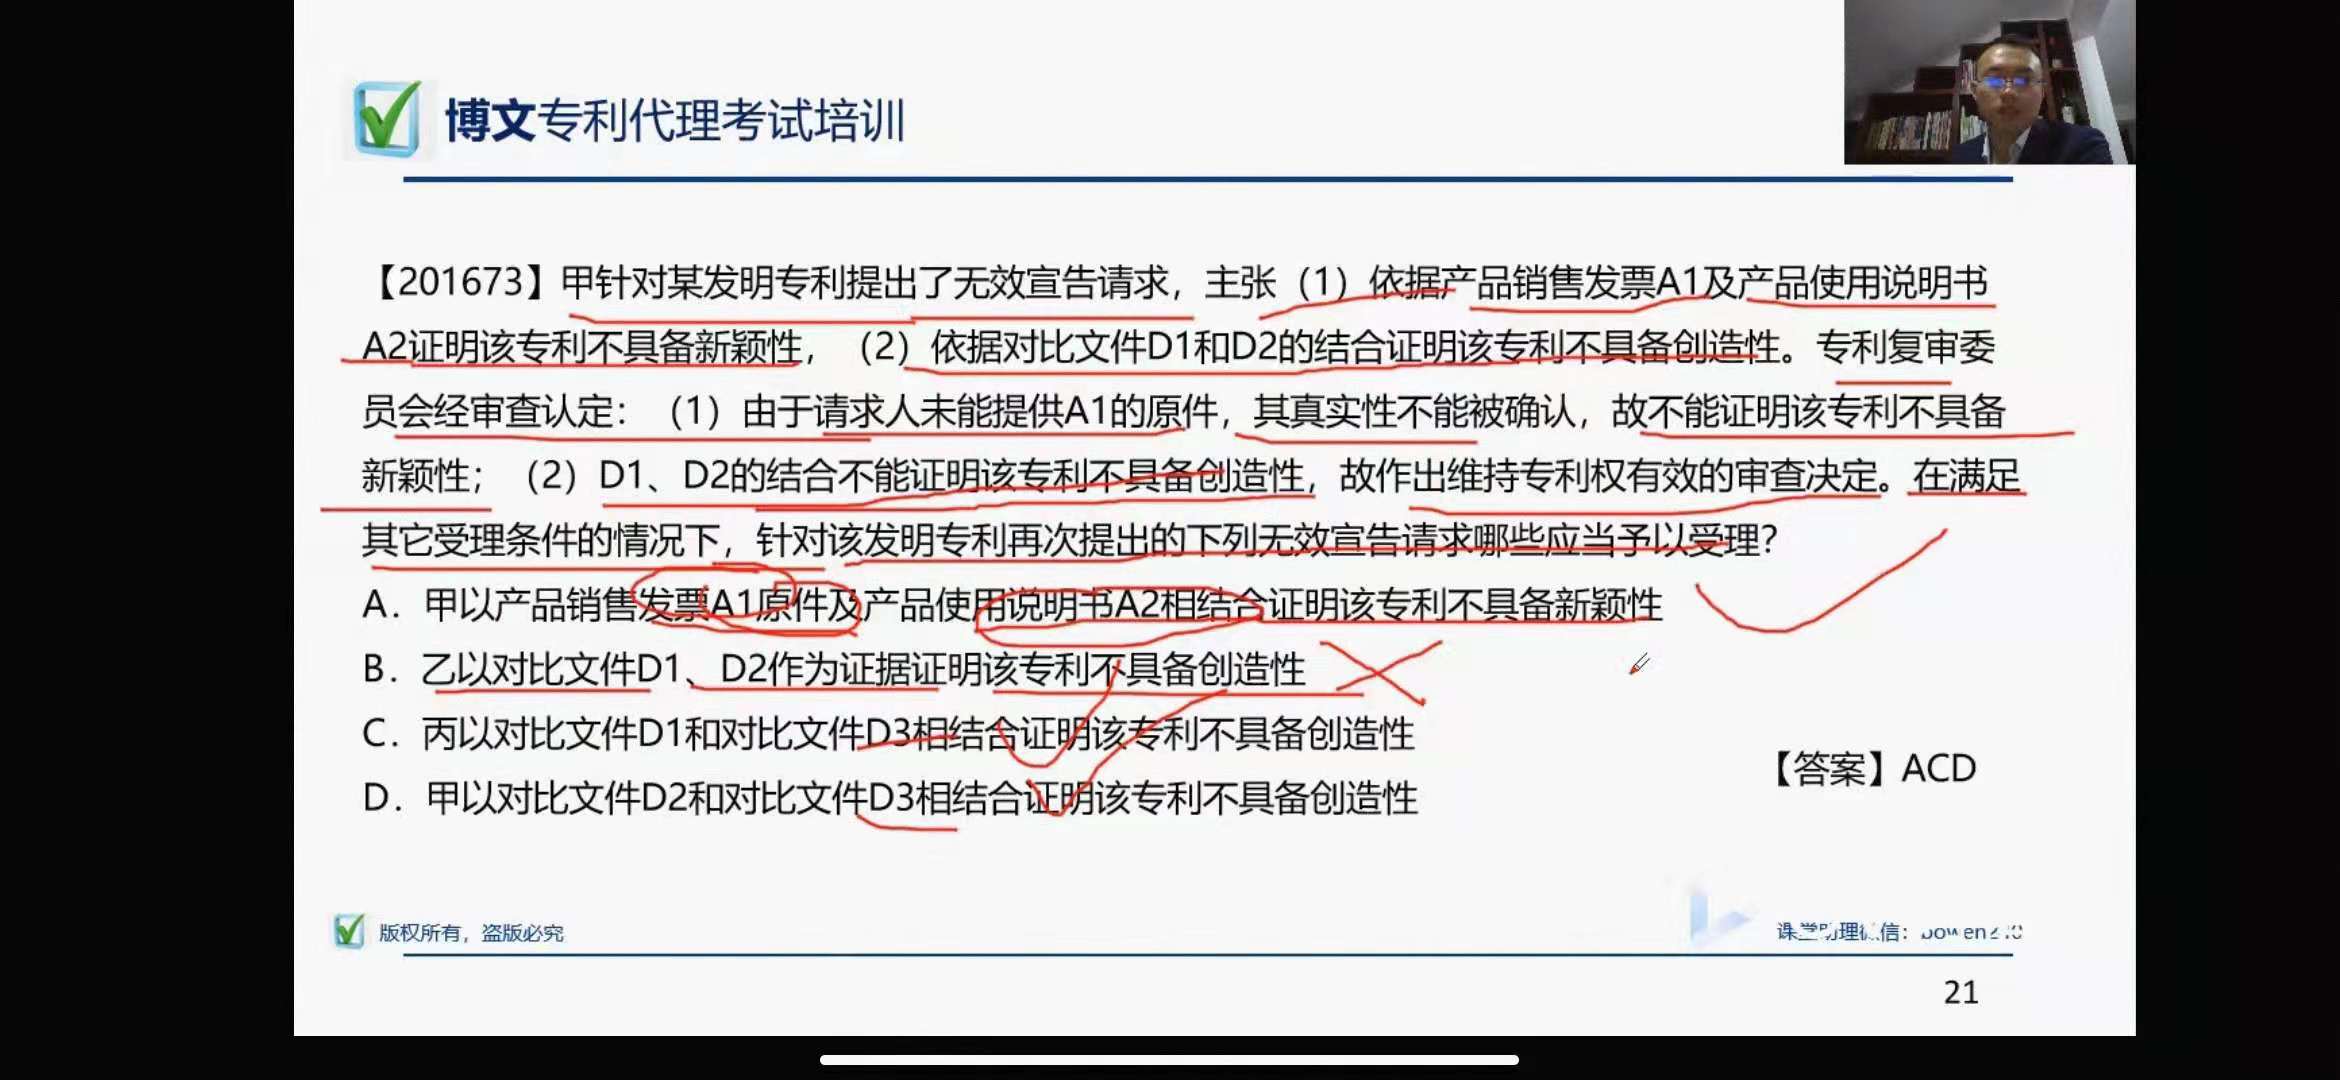 博文专利代理考试培训
【201673】甲针对某发明专利提出了无效宣告请求，主张（1）依据产品销售发票A1及产品使用说明书
A2证明该专利不具备新颖性，（2）依据对比文件D1和D2的结合证明该专利不具备创造性。专利复审委
员会经审查认定：（1）由于请求人未能提供A1的原件，其真实性不能被确认，故不能证明该专利不具备
新颖性；（2）D1、D2的结合不能证明该专利不具备创造性，故作出维持专利权有效的审查决定。在满足
其它受理条件的情况下，针对该发明专利再次提出的下列无效宣告请求哪些应当予以受理？
A. 甲以产品销售发票A1原件及产品使用说明书A2相结合证明该专利不具备新颖性
B. 乙以对比文件D1、D2作为证据证明该专利不具备创造性
C. 丙以对比文件D1和对比文件D3相结合证明该专利不具备创造性
D. 甲以对比文件D2和对比文件D3相结合证明该专利不具备创造性
【答案】ACD
版权所有，盗版必究
课堂助理微信：
21